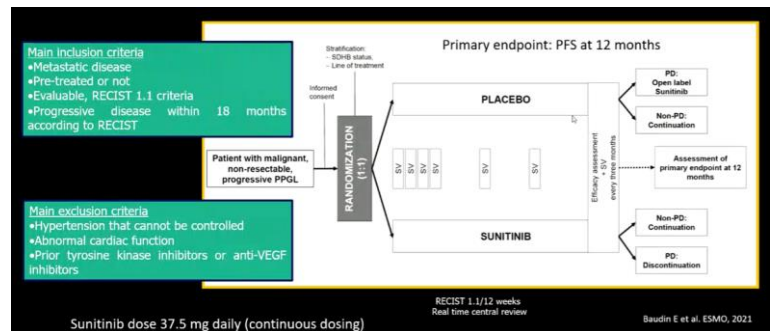 Main inclusion criteria
•Metastatic disease
•Pre-treated or not
•Evaluable, RECIST 1.1 criteria
•Progressive disease within 18 months
according to RECIST
Main exclusion criteria
•Hypertension that cannot be controlled
•Abnormal cardiac function
•Prior tyrosine kinase inhibitors or anti-VEGF
inhibitors
Primary endpoint: PFS at 12 months
Stratification:
- SDHB status;
- Line of treatment
Informed
consent
Patient with malignant,
non-resectable,
progressive PPGL
RANDOMIZATION
(1:1)
PLACEBO
SV
SV
SV
SV
SV
SV
SUNITINIB
Efficacy assessment
+ SV
every three months
PD:
Open label
Sunitinib
Non-PD:
Continuation
Assessment of
primary endpoint at 12
months
Non-PD:
Continuation
PD:
Discontinuation
RECIST 1.1/12 weeks
Real time central review
Sunitinib dose 37.5 mg daily (continuous dosing)
Baudin E et al. ESMO, 2021